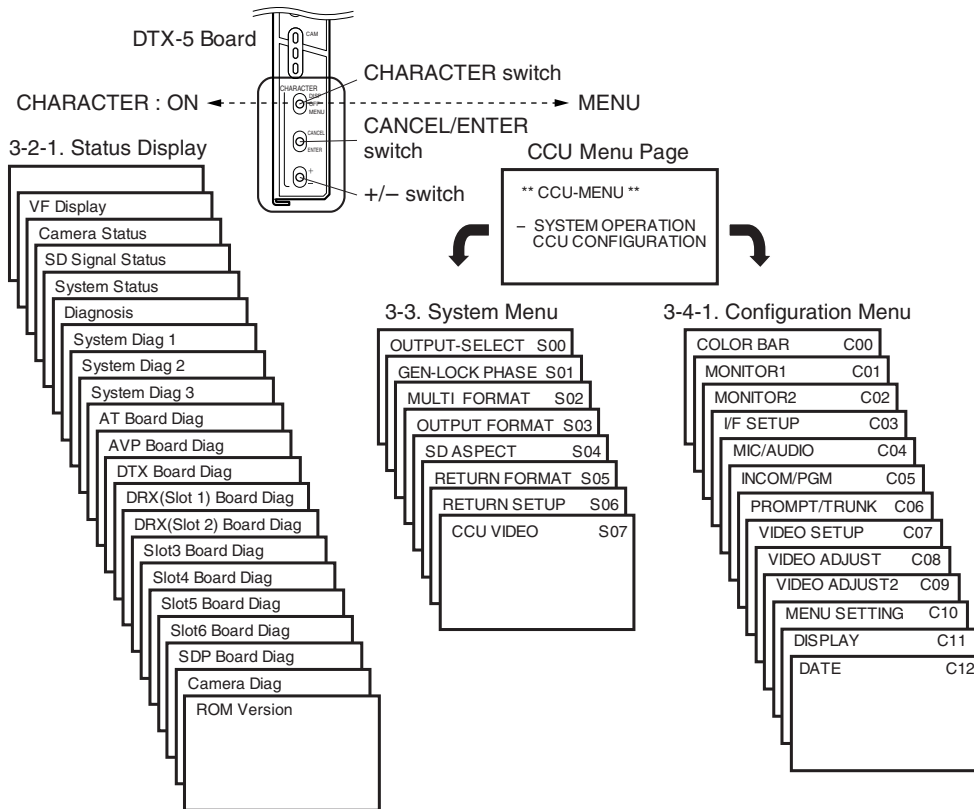 DTX-5 Board
CAM
CHARACTER
DISP
OFF
MENU
CANCEL
ENTER
+
–
CHARACTER switch
CHARACTER : ON
MENU
CANCEL/ENTER
switch
+/– switch
3-2-1. Status Display
VF Display
Camera Status
SD Signal Status
System Status
Diagnosis
System Diag 1
System Diag 2
System Diag 3
AT Board Diag
AVP Board Diag
DTX Board Diag
DRX(Slot 1) Board Diag
DRX(Slot 2) Board Diag
Slot3 Board Diag
Slot4 Board Diag
Slot5 Board Diag
Slot6 Board Diag
SDP Board Diag
Camera Diag
ROM Version
CCU Menu Page
** CCU-MENU **
– SYSTEM OPERATION
CCU CONFIGURATION
3-3. System Menu
OUTPUT-SELECT S00
GEN-LOCK PHASE S01
MULTI FORMAT S02
OUTPUT FORMAT S03
SD ASPECT S04
RETURN FORMAT S05
RETURN SETUP S06
CCU VIDEO S07
3-4-1. Configuration Menu
COLOR BAR C00
MONITOR1 C01
MONITOR2 C02
I/F SETUP C03
MIC/AUDIO C04
INCOM/PGM C05
PROMPT/TRUNK C06
VIDEO SETUP C07
VIDEO ADJUST C08
VIDEO ADJUST2 C09
MENU SETTING C10
DISPLAY C11
DATE C12